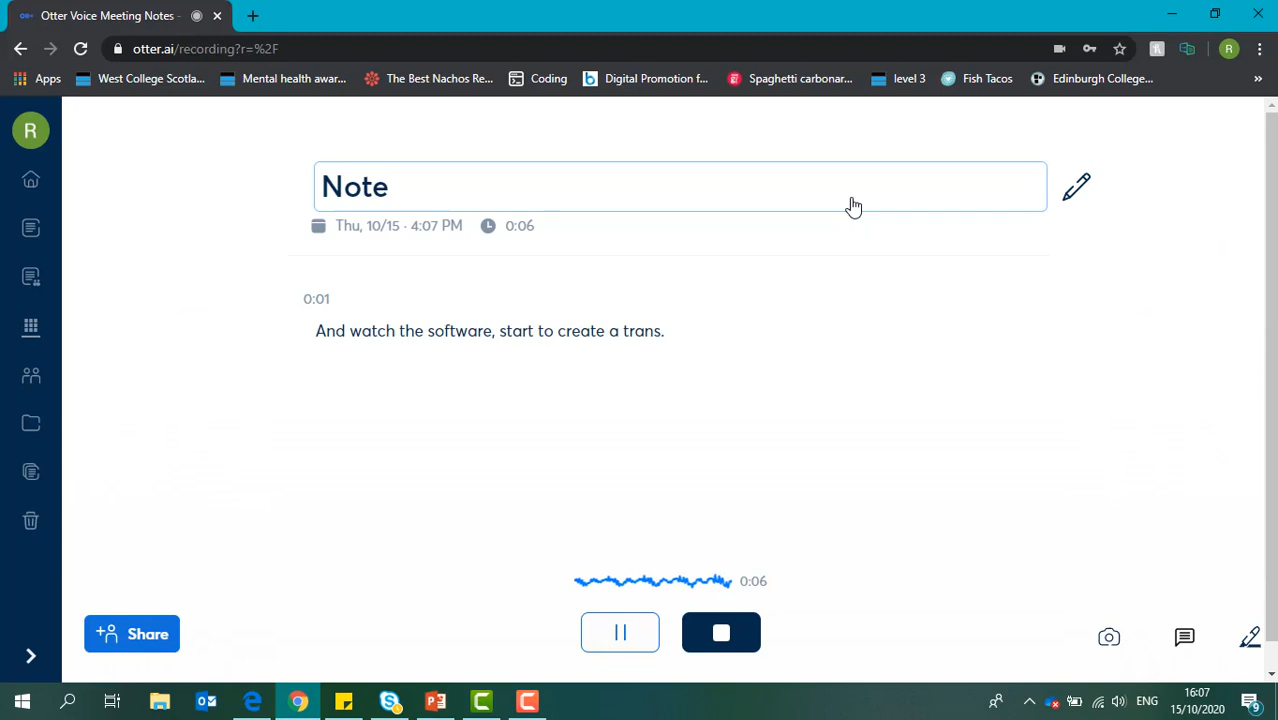 Otter Voice Meeting Notes -
otter.ai/recording?r=%2F
R
Apps West College Scotla... Mental health awar... The Best Nachos Re... Coding Digital Promotion f... Spaghetti carbonar... level 3 Fish Tacos Edinburgh College... »
R
Note
Thu, 10/15 · 4:07 PM 0:06
0:01
And watch the software, start to create a trans.
0:06
Share
ENG
16:07
15/10/2020
9